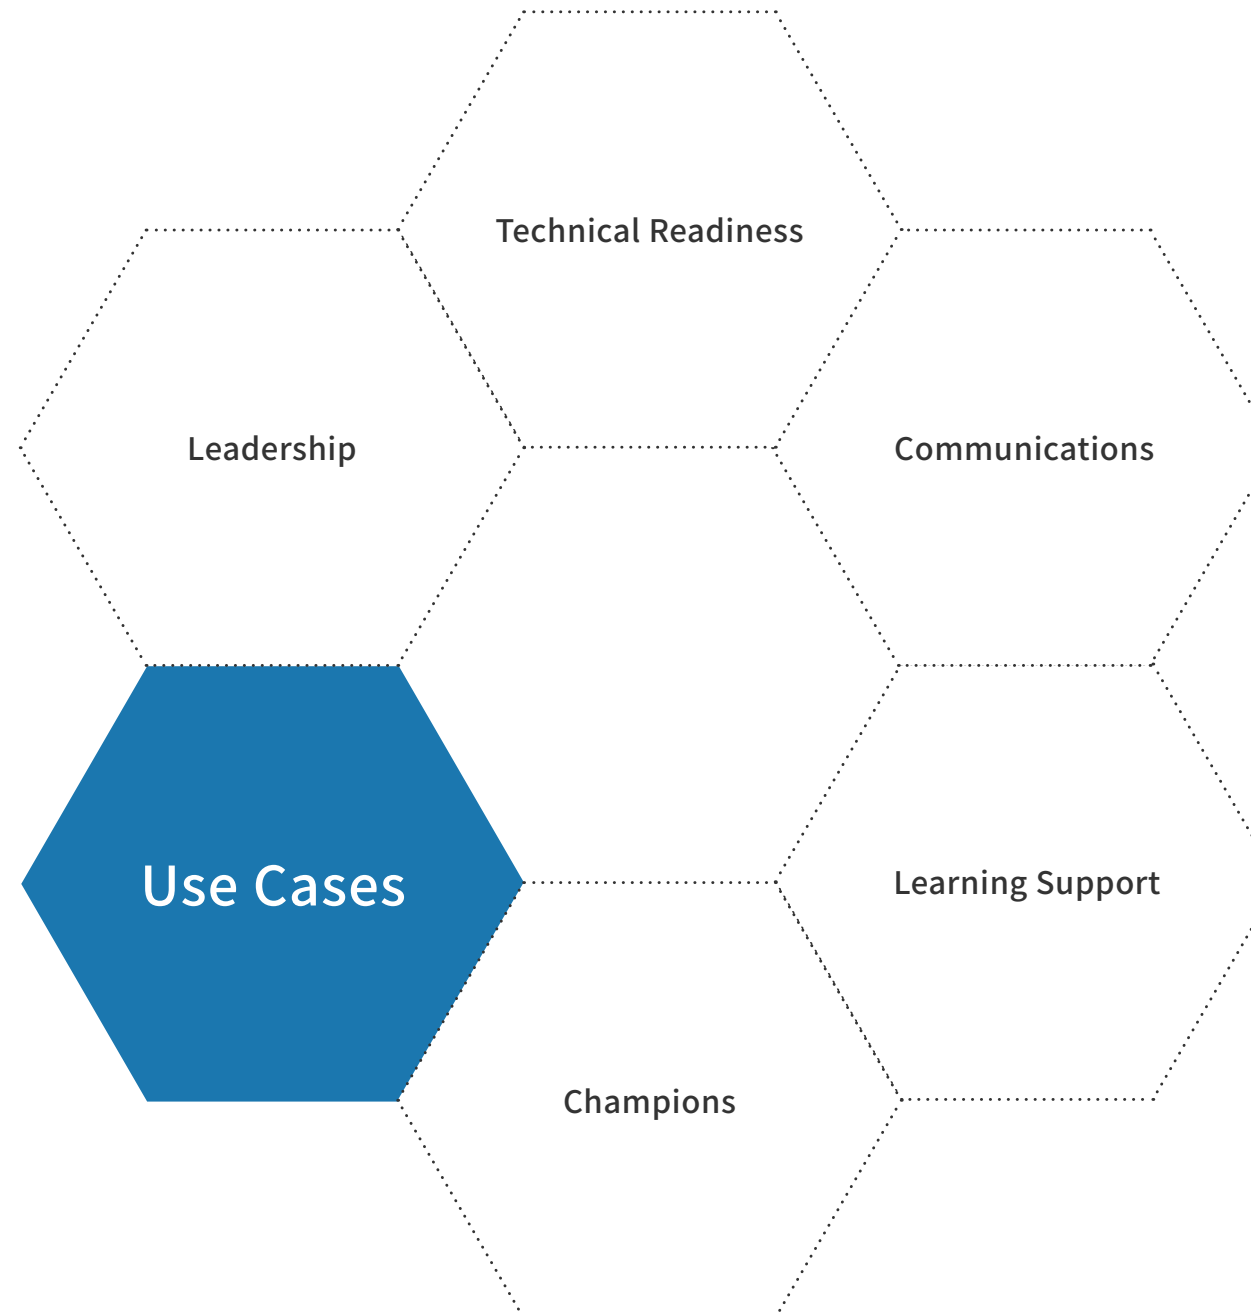 Technical Readiness
Leadership
Communications
Use Cases
Learning Support
Champions